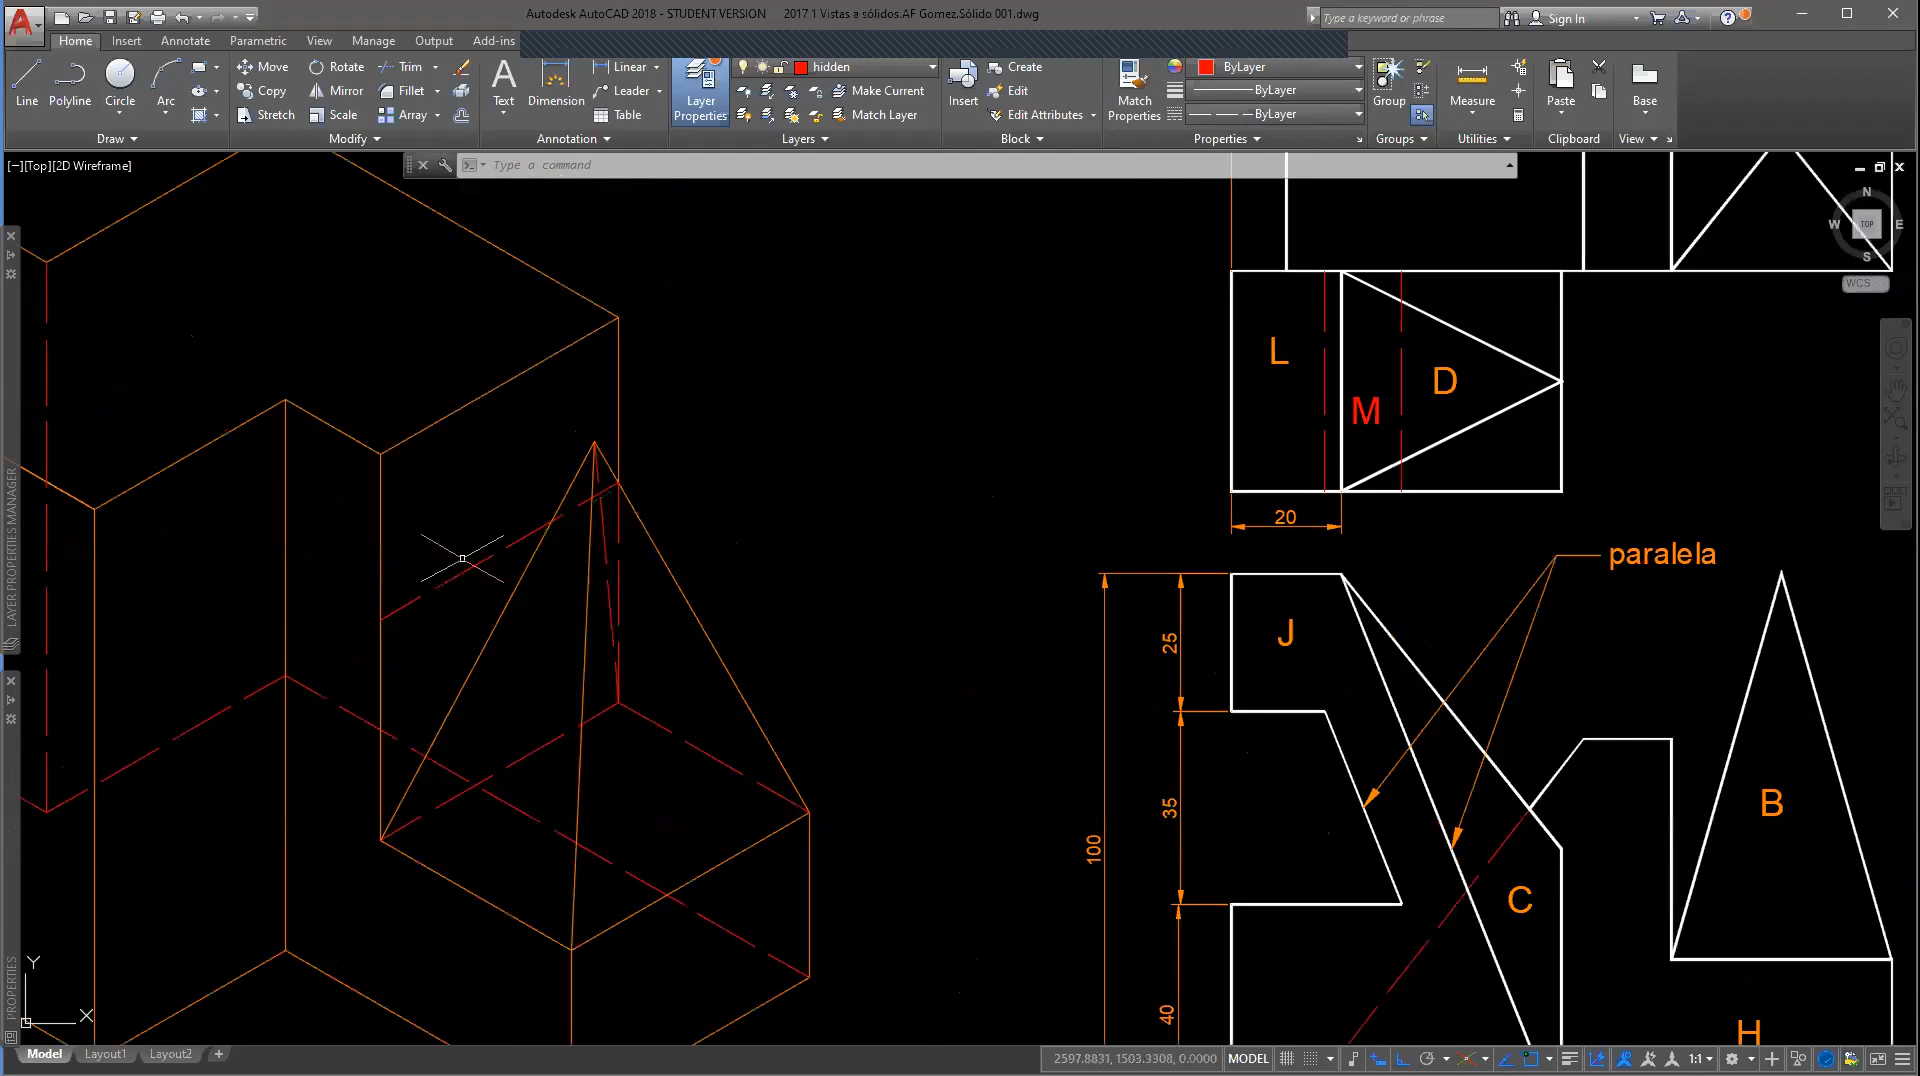 Autodesk AutoCAD 2018 - STUDENT VERSION 2017 1 Vistas a sólidos.AF Gomez.Sólido 001.dwg
Type a keyword or phrase
Sign In
Home Insert Annotate Parametric View Manage Output Add-ins
Line Polyline Circle Arc
Move Rotate Trim
Copy Mirror Fillet
Stretch Scale Array
Text Dimension
Linear
Leader
Table
Layer Properties
hidden
Make Current
Match Layer
Insert
Create
Edit
Edit Attributes
Match Properties
ByLayer
ByLayer
ByLayer
Group Measure Paste Base
Draw Modify Annotation Layers Block Properties Groups Utilities Clipboard View
[−][Top][2D Wireframe]
Type a command
N
W TOP E
S
WCS
LAYER PROPERTIES MANAGER
PROPERTIES
L
M
D
20
paralela
J
25
35
100
40
B
C
H
Y
X
Model Layout1 Layout2 +
2597.8831, 1503.3308, 0.0000 MODEL 1:1